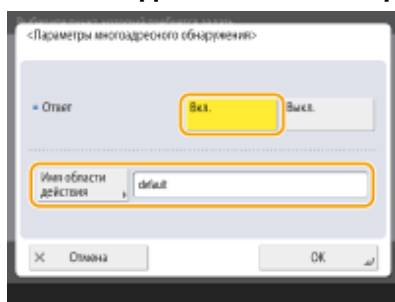 <Параметры многоадресного обнаружения>
Ответ
Вкл.
Выкл.
Имя области
действия
default
Отмена
OK